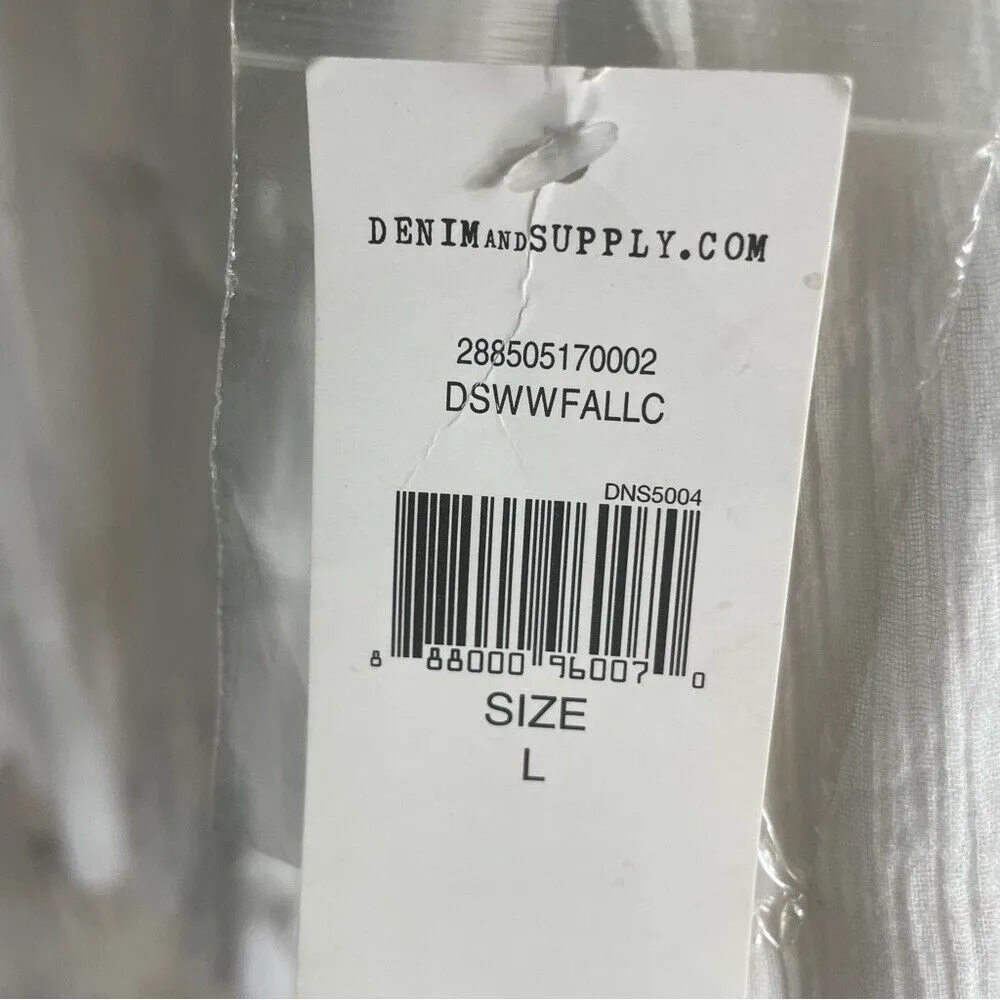 DENIMANDSUPPLY.COM
288505170002
DSWWFALLC
DNS5004
8 88000 96007 0
SIZE
L